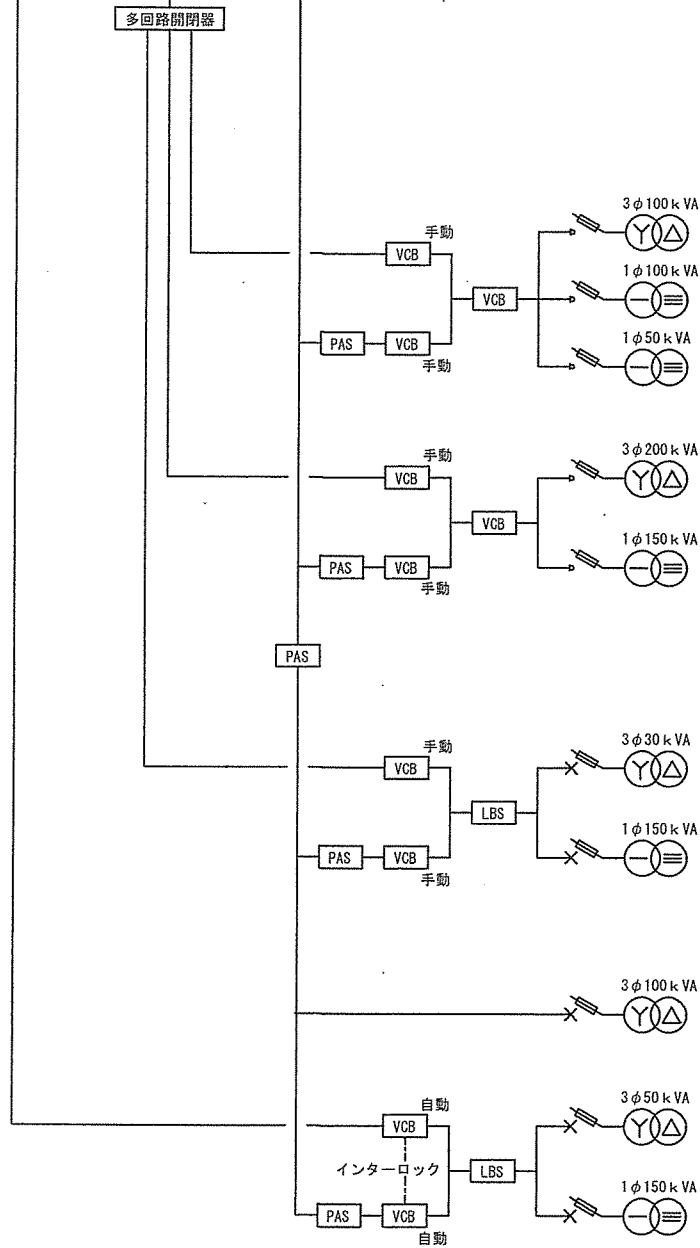 多回路開閉器
3φ100kVA
手動
VCB
1φ100kVA
VCB
PAS
VCB
1φ50kVA
手動
3φ200kVA
手動
VCB
VCB
1φ150kVA
PAS
VCB
手動
PAS
3φ30kVA
手動
VCB
LBS
1φ150kVA
PAS
VCB
手動
3φ100kVA
3φ50kVA
自動
VCB
インターロック
LBS
1φ150kVA
PAS
VCB
自動